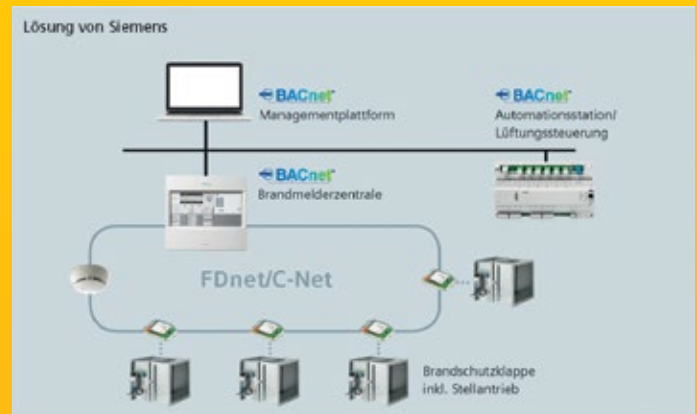 Lösung von Siemens
BACnet
Managementplattform
BACnet
Automationsstation/
Lüftungssteuerung
BACnet
Brandmelderzentrale
FDnet/C-Net
Brandschutzklappe
inkl. Stellantrieb